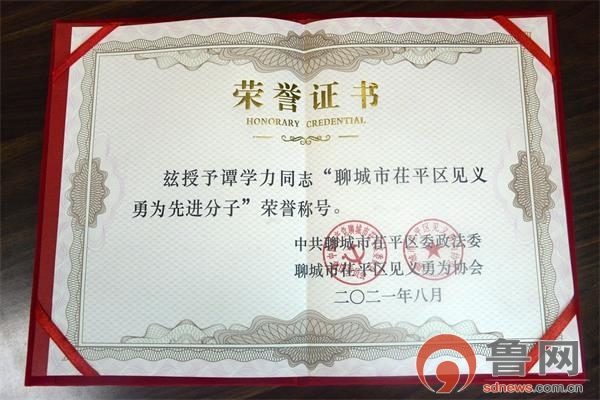 荣誉证书
HONORARY CREDENTIAL
兹授予谭学力同志“聊城市茌平区见义
勇为先进分子”荣誉称号。
中共聊城市茌平区委政法委
聊城市茌平区见义勇为协会
二〇二一年八月
鲁网
sdnews.com.cn